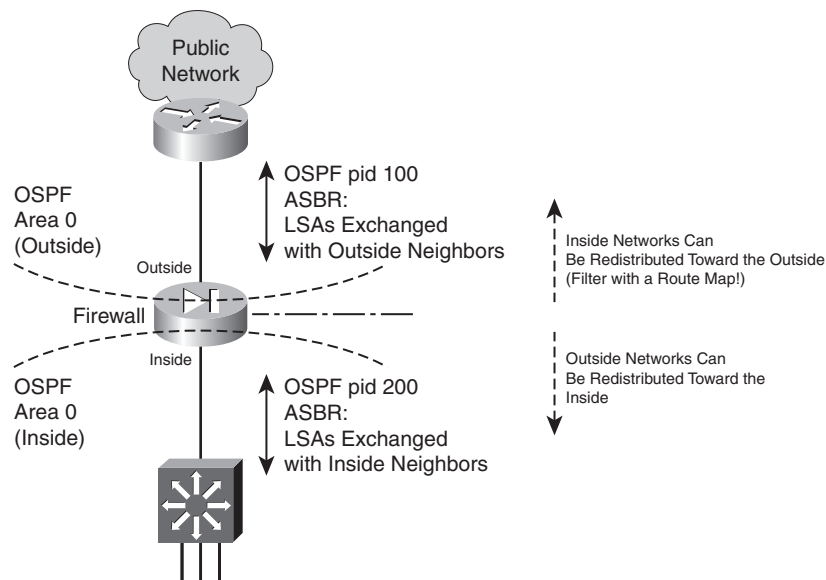 Public
Network
OSPF
Area 0
(Outside)
OSPF pid 100
ASBR:
LSAs Exchanged
with Outside Neighbors
Inside Networks Can
Be Redistributed Toward the Outside
(Filter with a Route Map!)
Outside
Firewall
Inside
OSPF
Area 0
(Inside)
OSPF pid 200
ASBR:
LSAs Exchanged
with Inside Neighbors
Outside Networks Can
Be Redistributed Toward the
Inside